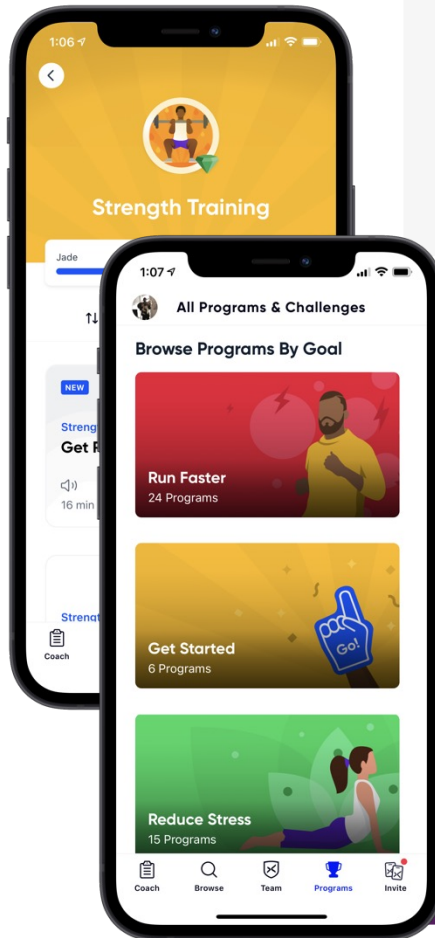 1:06
Strength Training
Jade
NEW
Get
16 min
Coach
1:07
All Programs & Challenges
Browse Programs By Goal
Run Faster
24 Programs
Get Started
6 Programs
Go!
Reduce Stress
15 Programs
Coach
Browse
Team
Programs
Invite